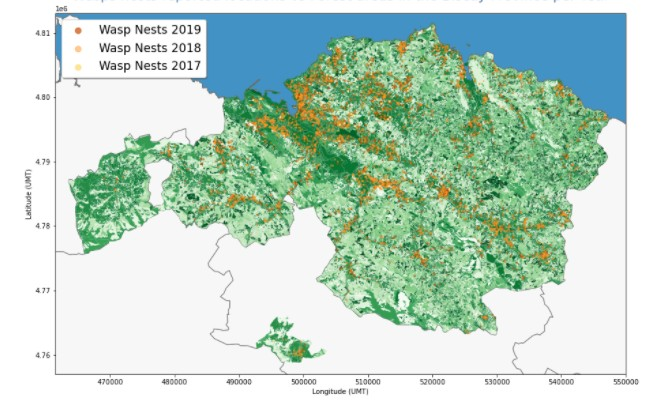 1e6
Wasp Nests 2019
Wasp Nests 2018
Wasp Nests 2017
4.81
4.80
4.79
4.78
4.77
4.76
Latitude (UMT)
470000 480000 490000 500000 510000 520000 530000 540000 550000
Longitude (UMT)